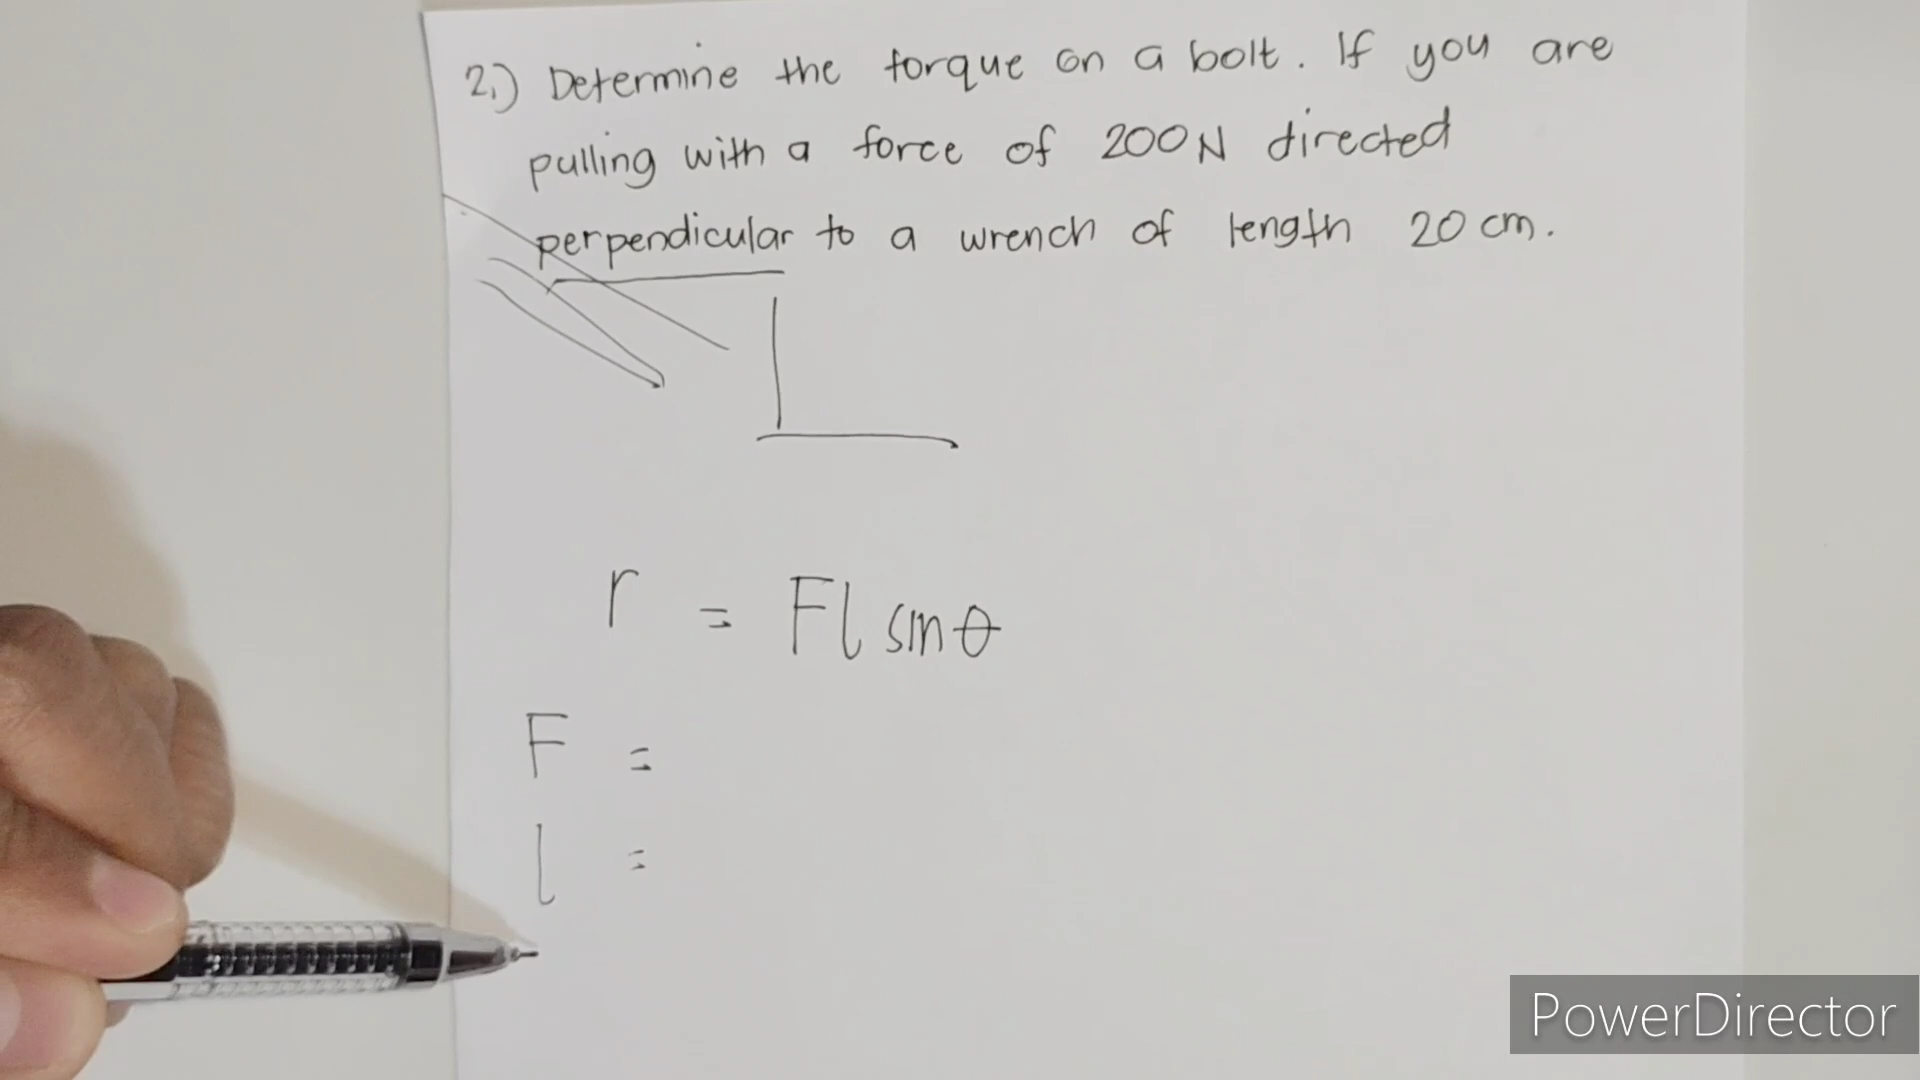 2.) Determine the torque on a bolt. If you are
pulling with a force of 200N directed
perpendicular to a wrench of length 20 cm.
r = Fl sinθ
F =
l =
PowerDirector